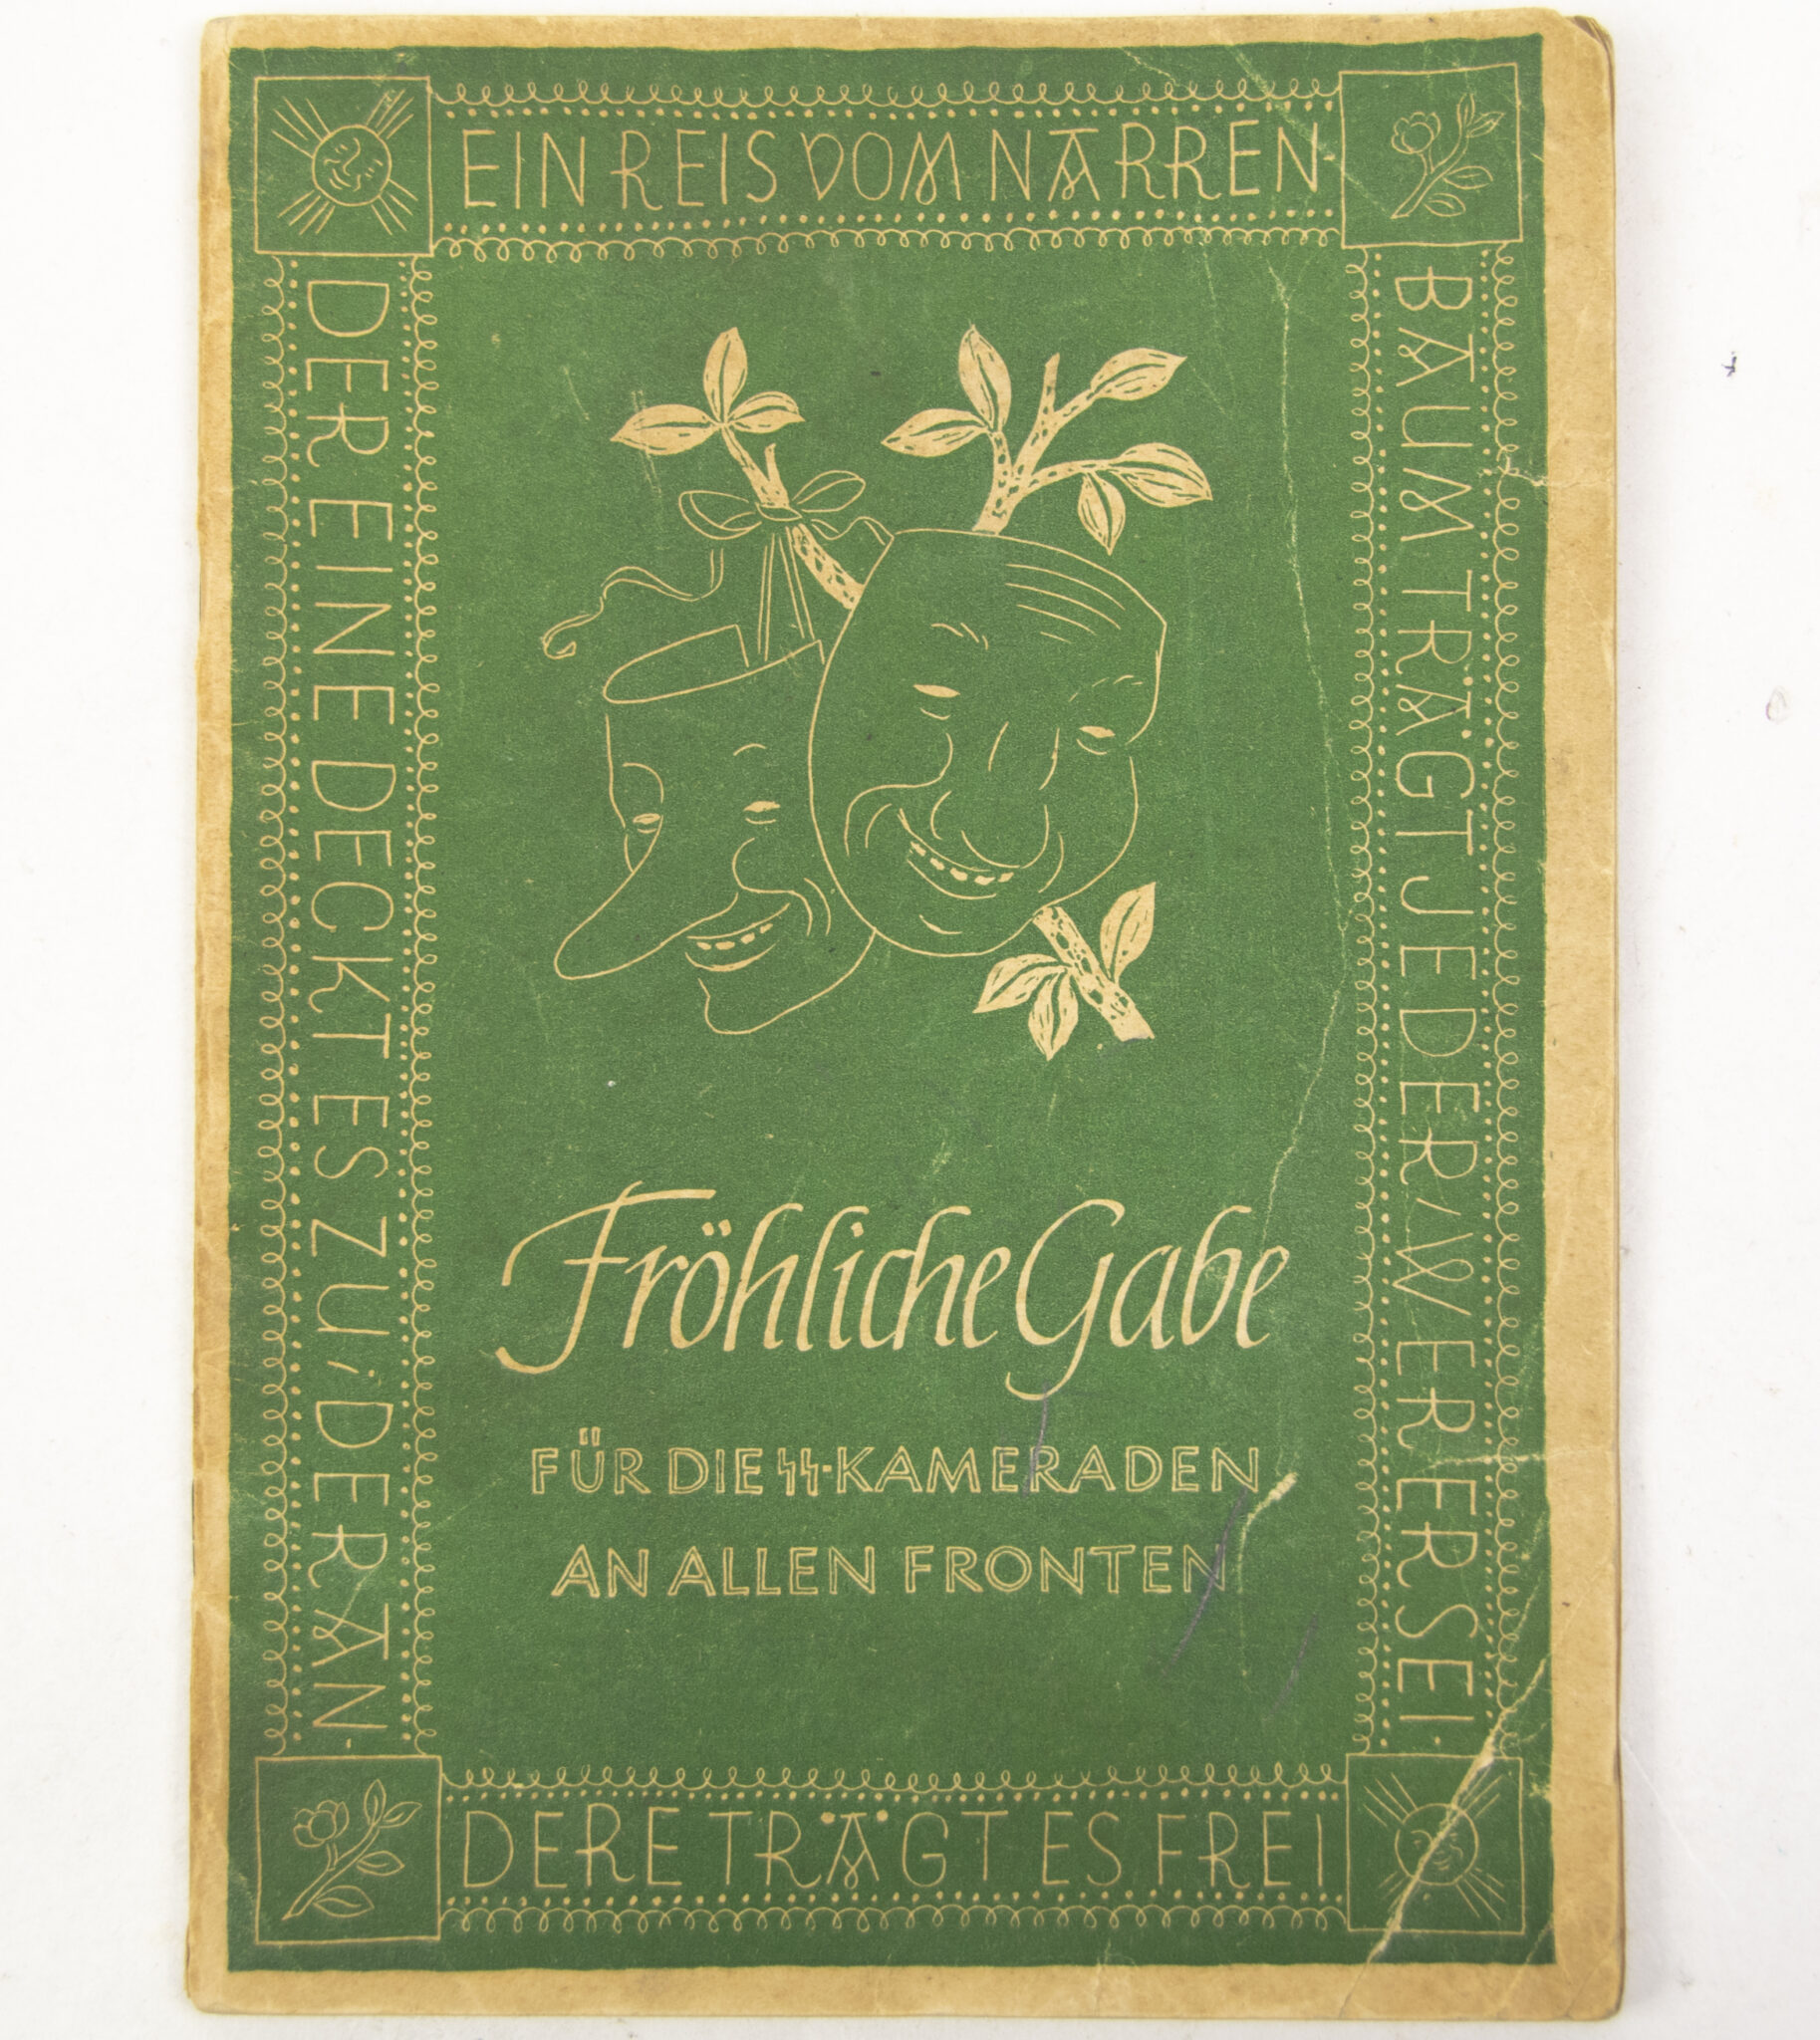 EIN REIS VOM NARREN-
BAUM TRÄGT JEDER, WER ER SEI·
DER EINE DECKT ES ZU, DER AN-
DERE TRÄGT ES FREI
Fröhliche Gabe
FÜR DIE ᛋᛋ-KAMERADEN
AN ALLEN FRONTEN